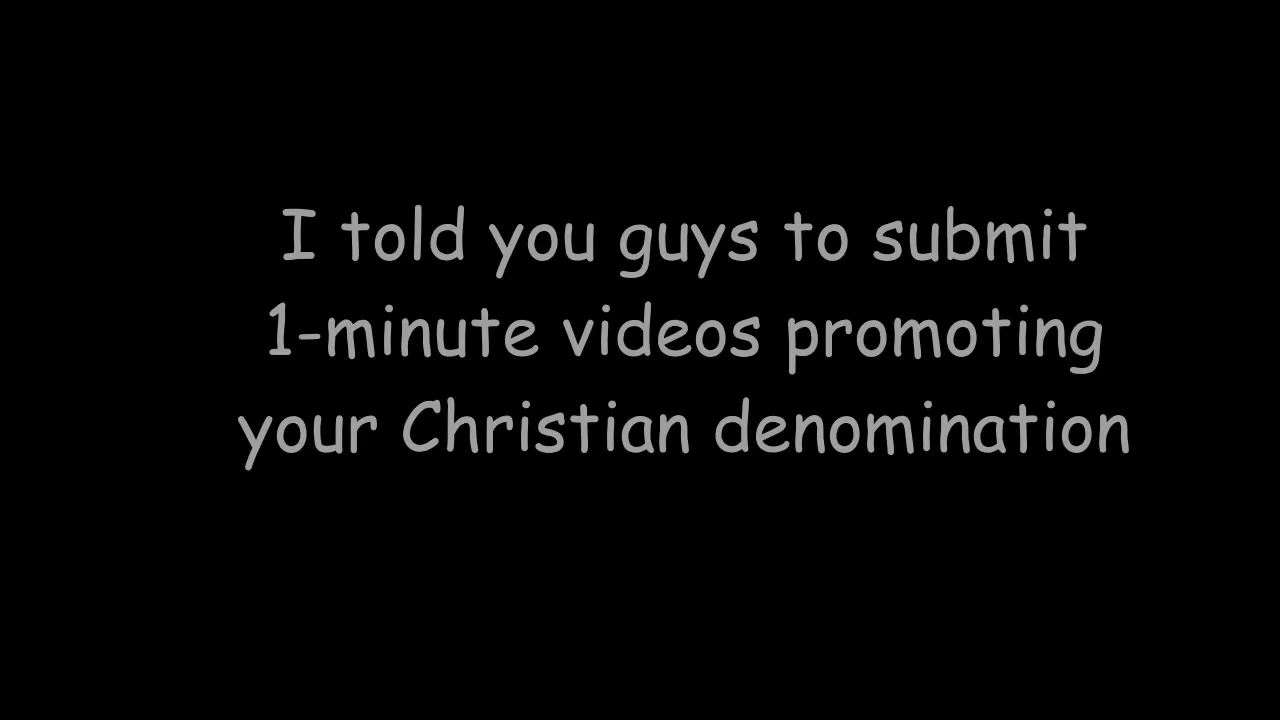 I told you guys to submit
1-minute videos promoting
your Christian denomination